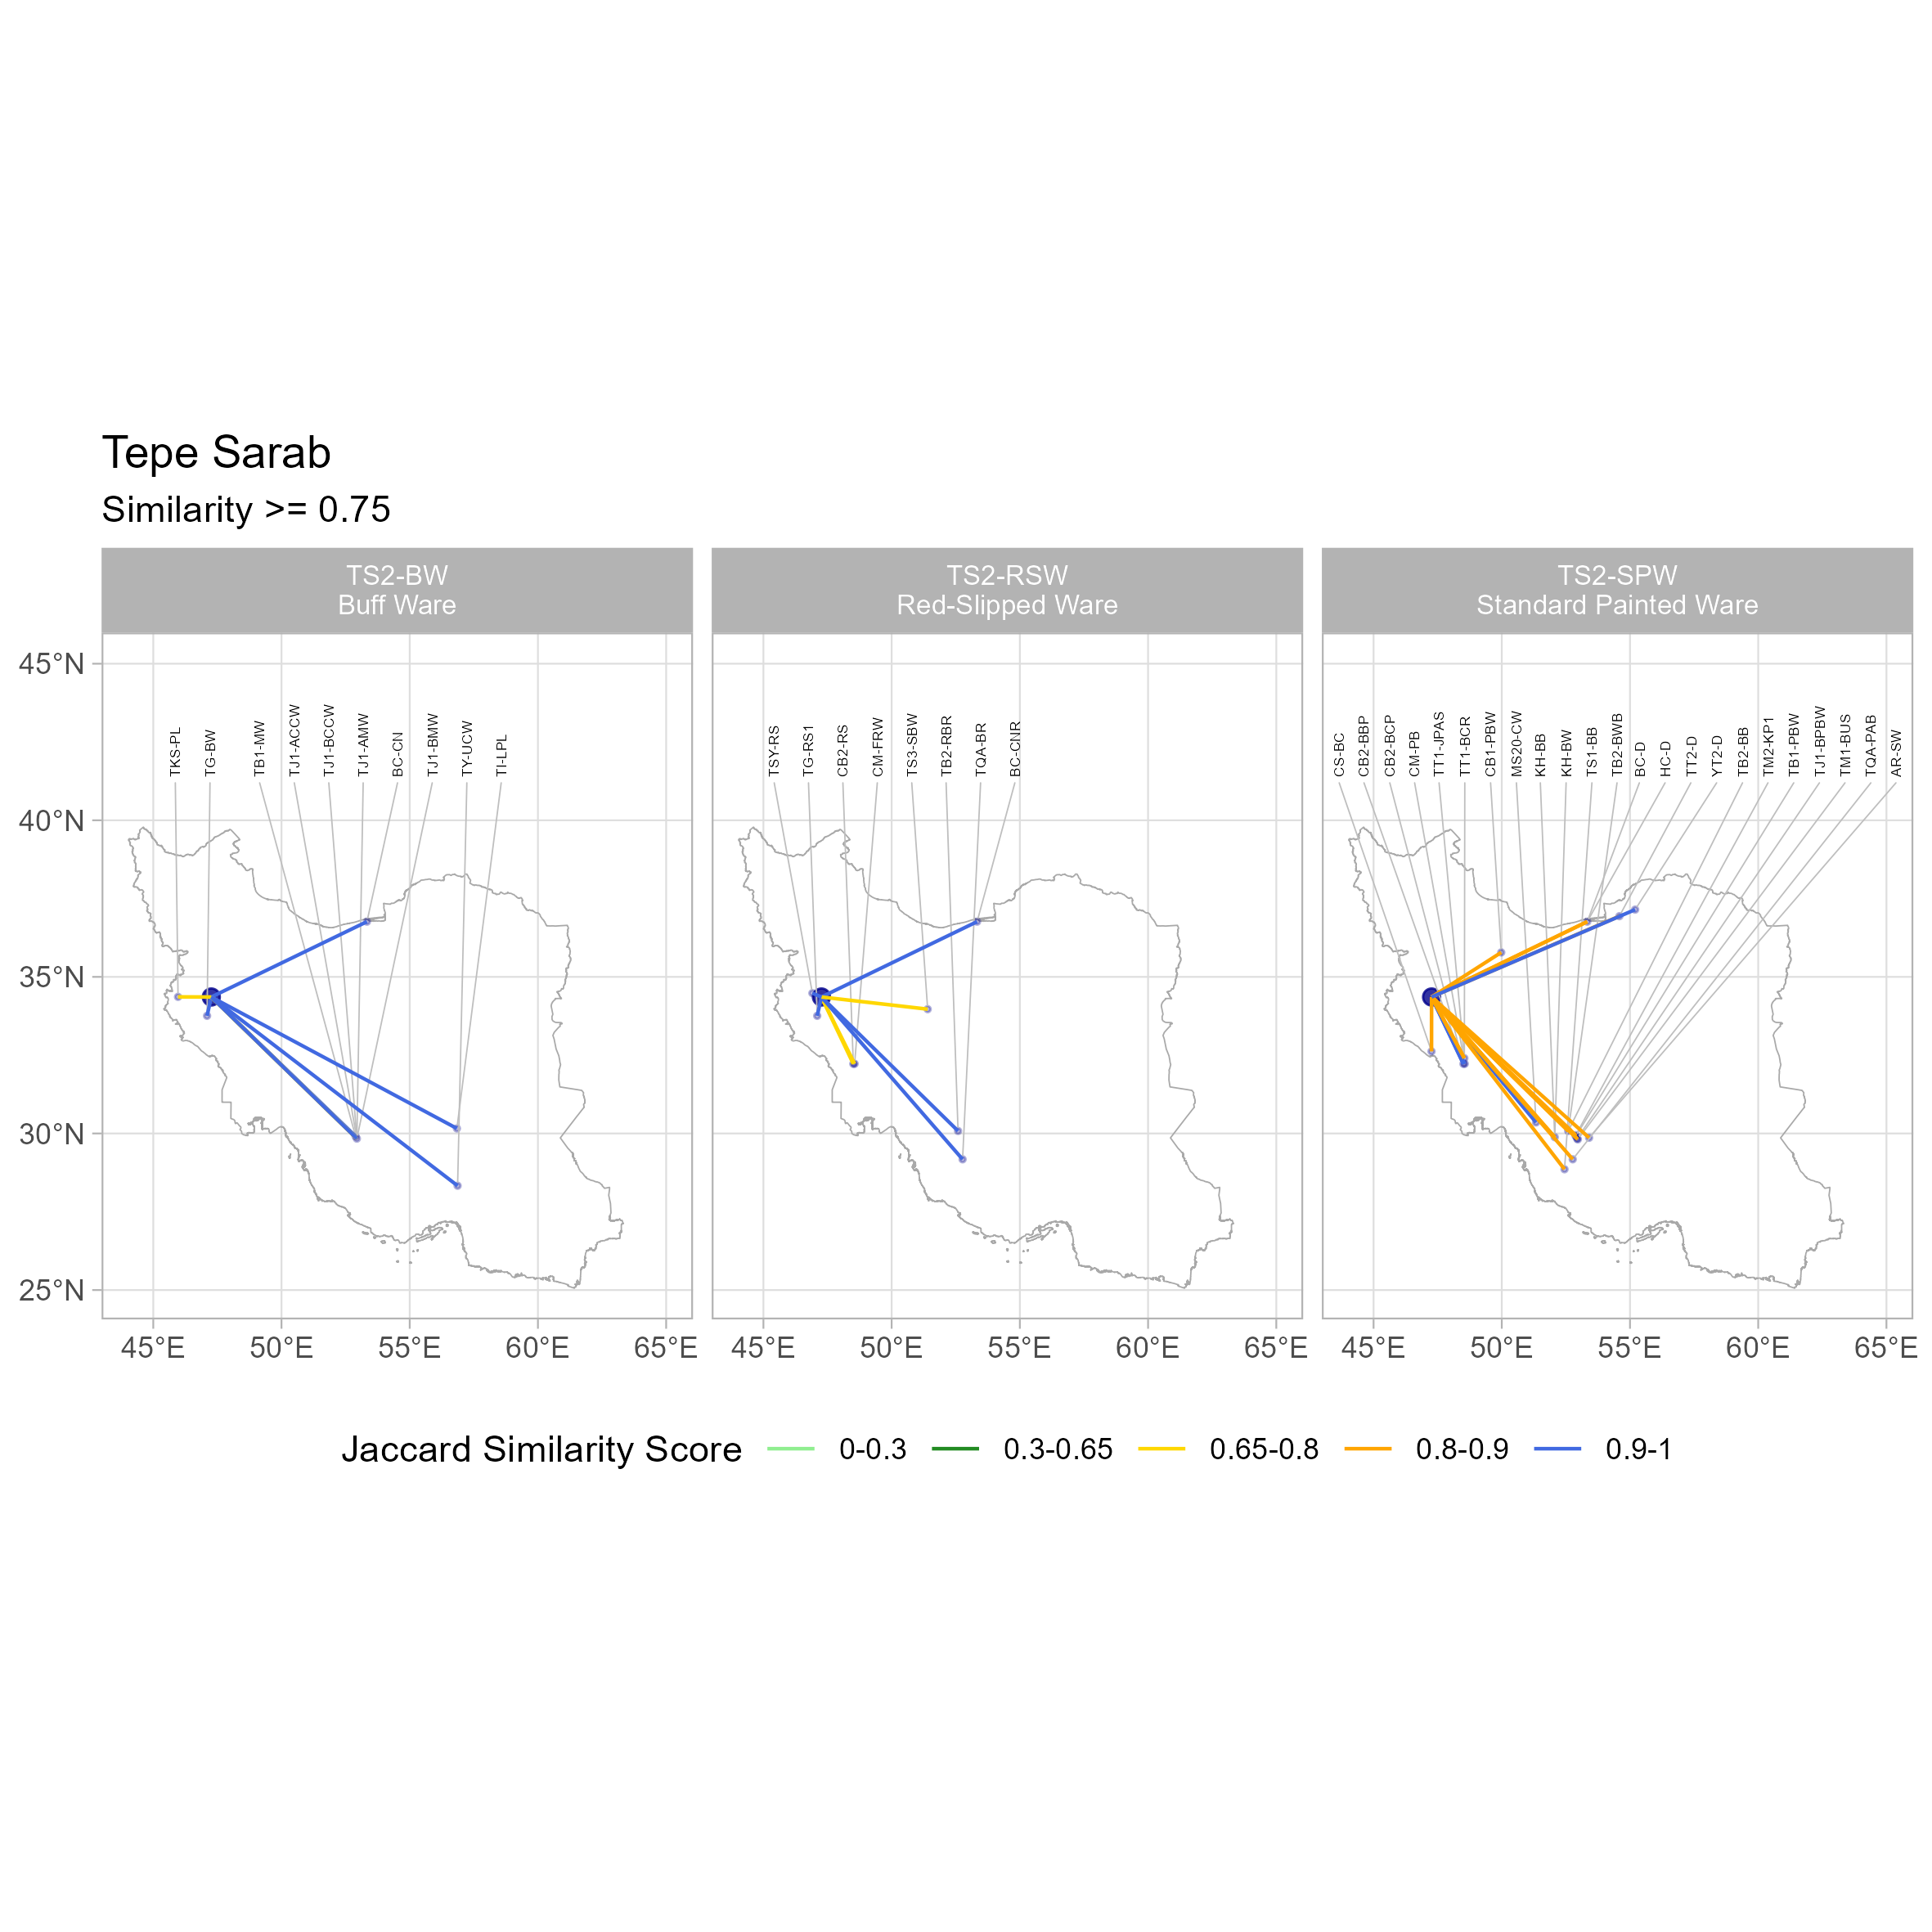 Tepe Sarab
Similarity >= 0.75
TS2-BW
Buff Ware
TS2-RSW
Red-Slipped Ware
TS2-SPW
Standard Painted Ware
45°N
40°N
35°N
30°N
25°N
TKS-PL
TG-BW
TB1-MW
TJ1-ACCW
TJ1-BCCW
TJ1-AMW
BC-CN
TJ1-BMW
TY-UCW
TI-LPL
TSY-RS
TG-RS1
CB2-RS
CM-FRW
TS3-SBW
TB2-RBR
TQA-BR
BC-CNR
CS-BC
CB2-BBP
CB2-BCP
CM-PB
TT1-JPAS
TT1-BCR
CB1-PBW
MS20-CW
KH-BB
KH-BW
TS1-BB
TB2-BWB
BC-D
HC-D
TT2-D
YT2-D
TB2-BB
TM2-KP1
TB1-PBW
TJ1-BPBW
TM1-BUS
TQA-PAB
AR-SW
45°E 50°E 55°E 60°E 65°E
45°E 50°E 55°E 60°E 65°E
45°E 50°E 55°E 60°E 65°E
Jaccard Similarity Score 0-0.3 0.3-0.65 0.65-0.8 0.8-0.9 0.9-1